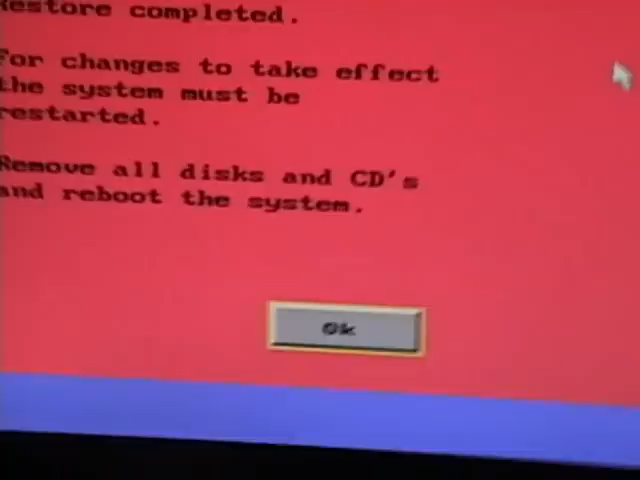 Restore completed.
For changes to take effect
the system must be
restarted.
Remove all disks and CD's
and reboot the system.
Ok